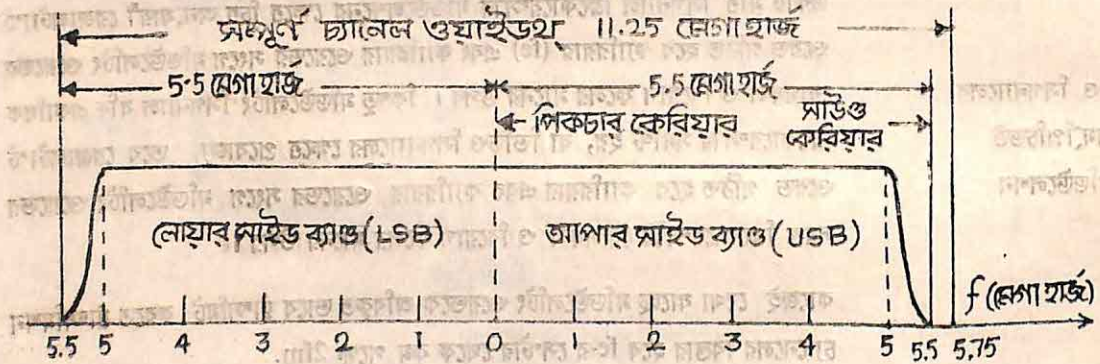 সম্পূর্ণ চ্যানেল ওয়াইডথ্ 11.25 মেগা হার্জ
5·5 মেগা হার্জ 5.5 মেগা হার্জ
পিকচার কেরিয়ার সাউণ্ড কেরিয়ার
লোয়ার সাইড ব্যাণ্ড (LSB) আপার সাইড ব্যাণ্ড (USB)
f (মেগা হার্জ)
5.5 5 4 3 2 1 0 1 2 3 4 5 5.5 5.75